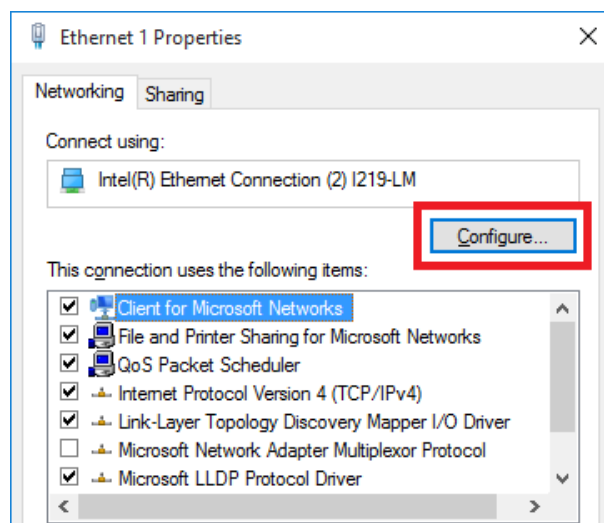 Ethernet 1 Properties
Networking
Sharing
Connect using:
Intel(R) Ethernet Connection (2) I219-LM
Configure...
This connection uses the following items:
Client for Microsoft Networks
File and Printer Sharing for Microsoft Networks
QoS Packet Scheduler
Internet Protocol Version 4 (TCP/IPv4)
Link-Layer Topology Discovery Mapper I/O Driver
Microsoft Network Adapter Multiplexor Protocol
Microsoft LLDP Protocol Driver